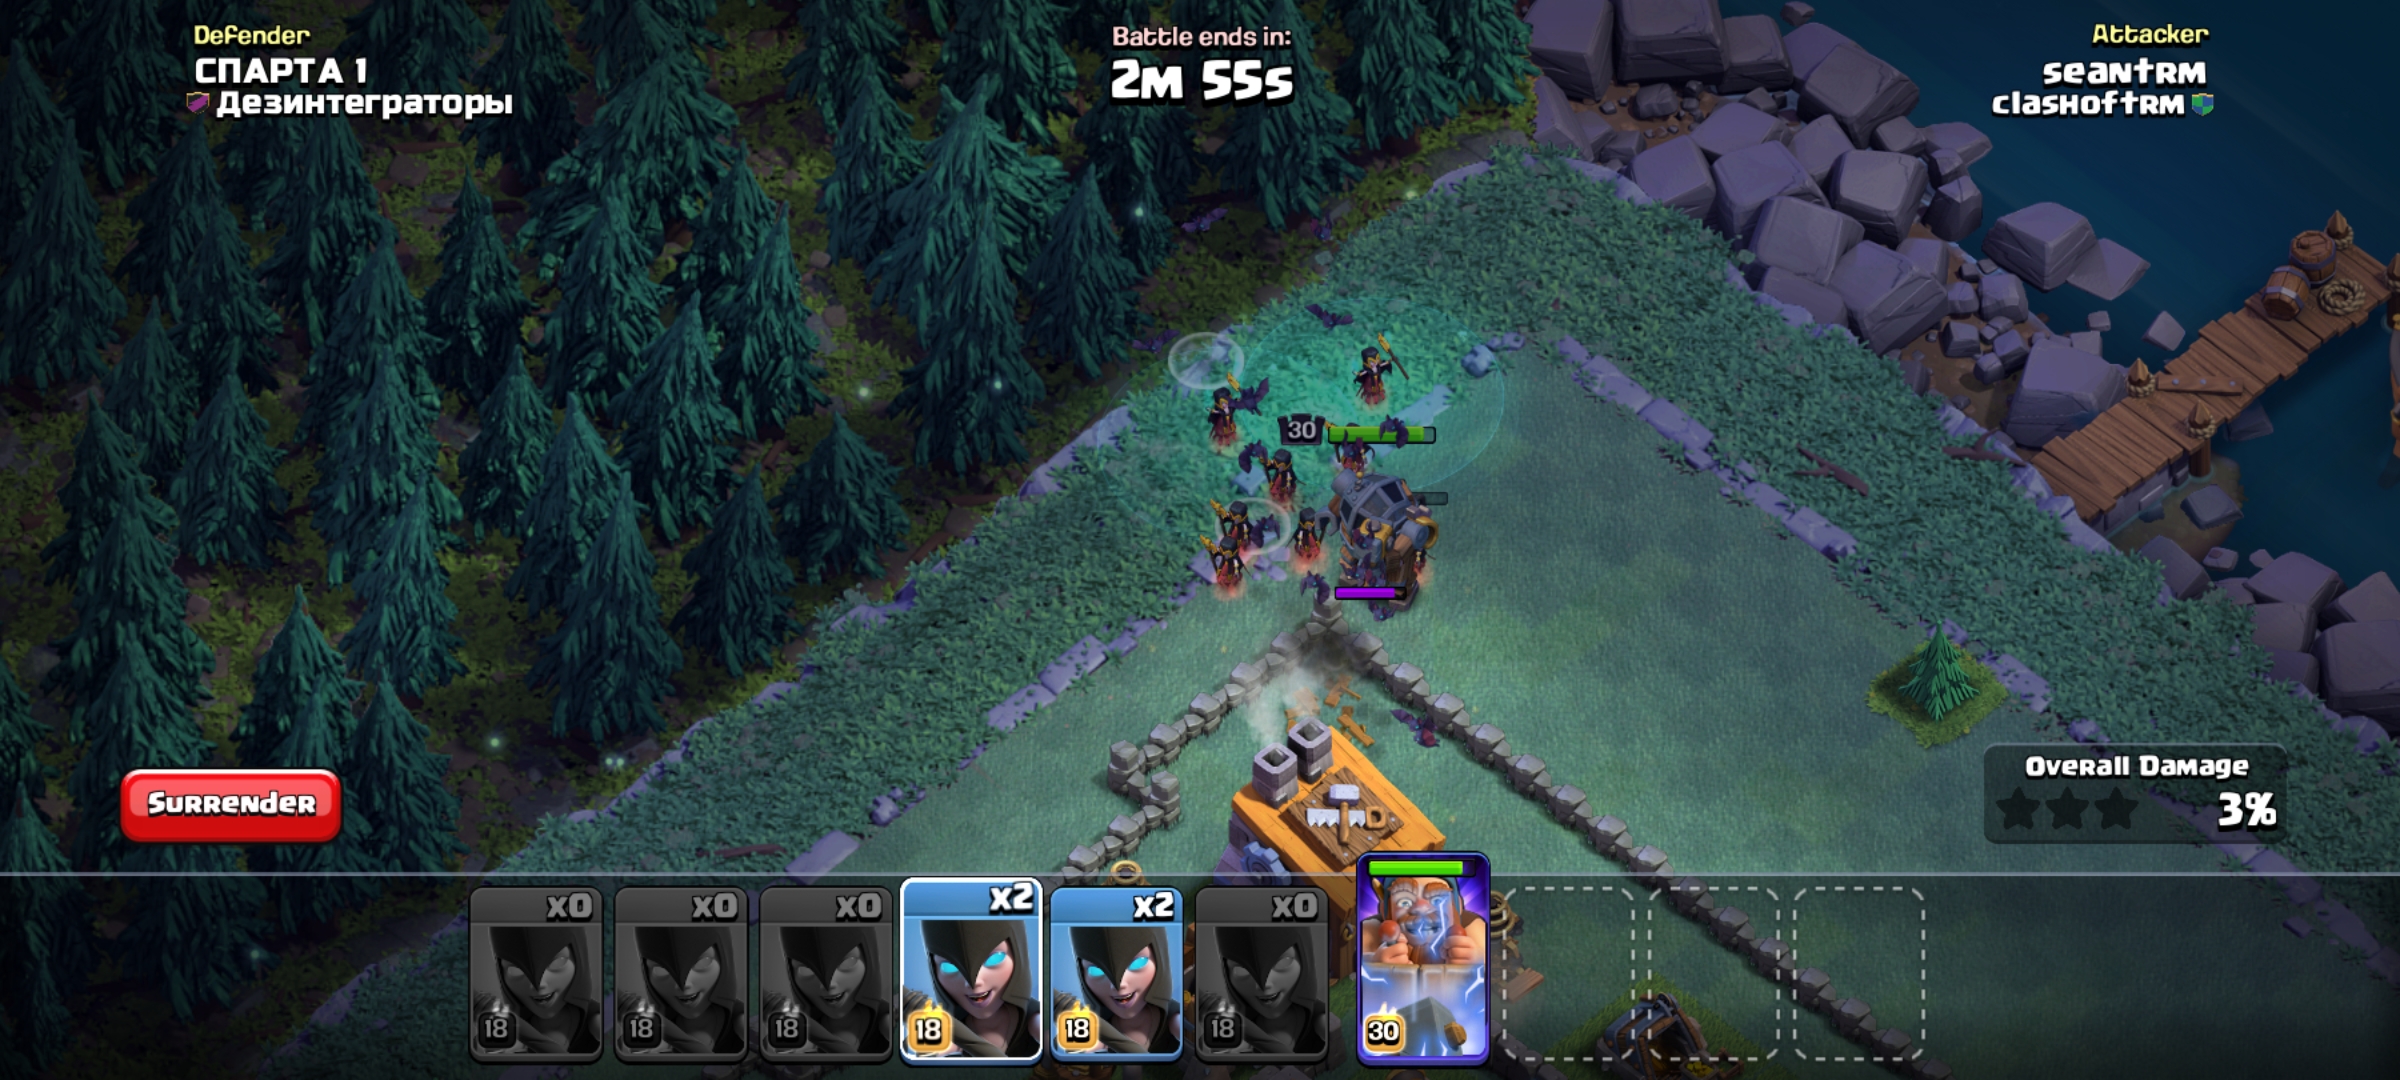 Defender
СПАРТА 1
Дезинтеграторы
Battle ends in:
2M 55s
Attacker
seantrm
clashoftrm
30
Surrender
Overall Damage
3%
x0
x0
x0
x2
x2
x0
18
18
18
18
18
18
30